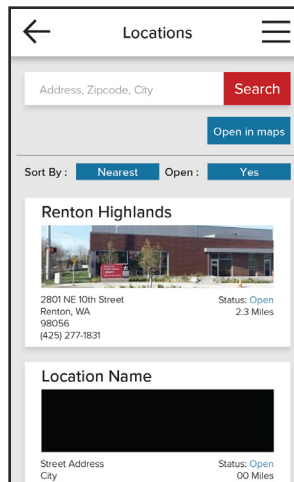 Locations
Address, Zipcode, City
Search
Open in maps
Sort By : Nearest Open : Yes
Renton Highlands
2801 NE 10th Street
Renton, WA
98056
(425) 277-1831
Status: Open
2.3 Miles
Location Name
Street Address
City
Status: Open
00 Miles